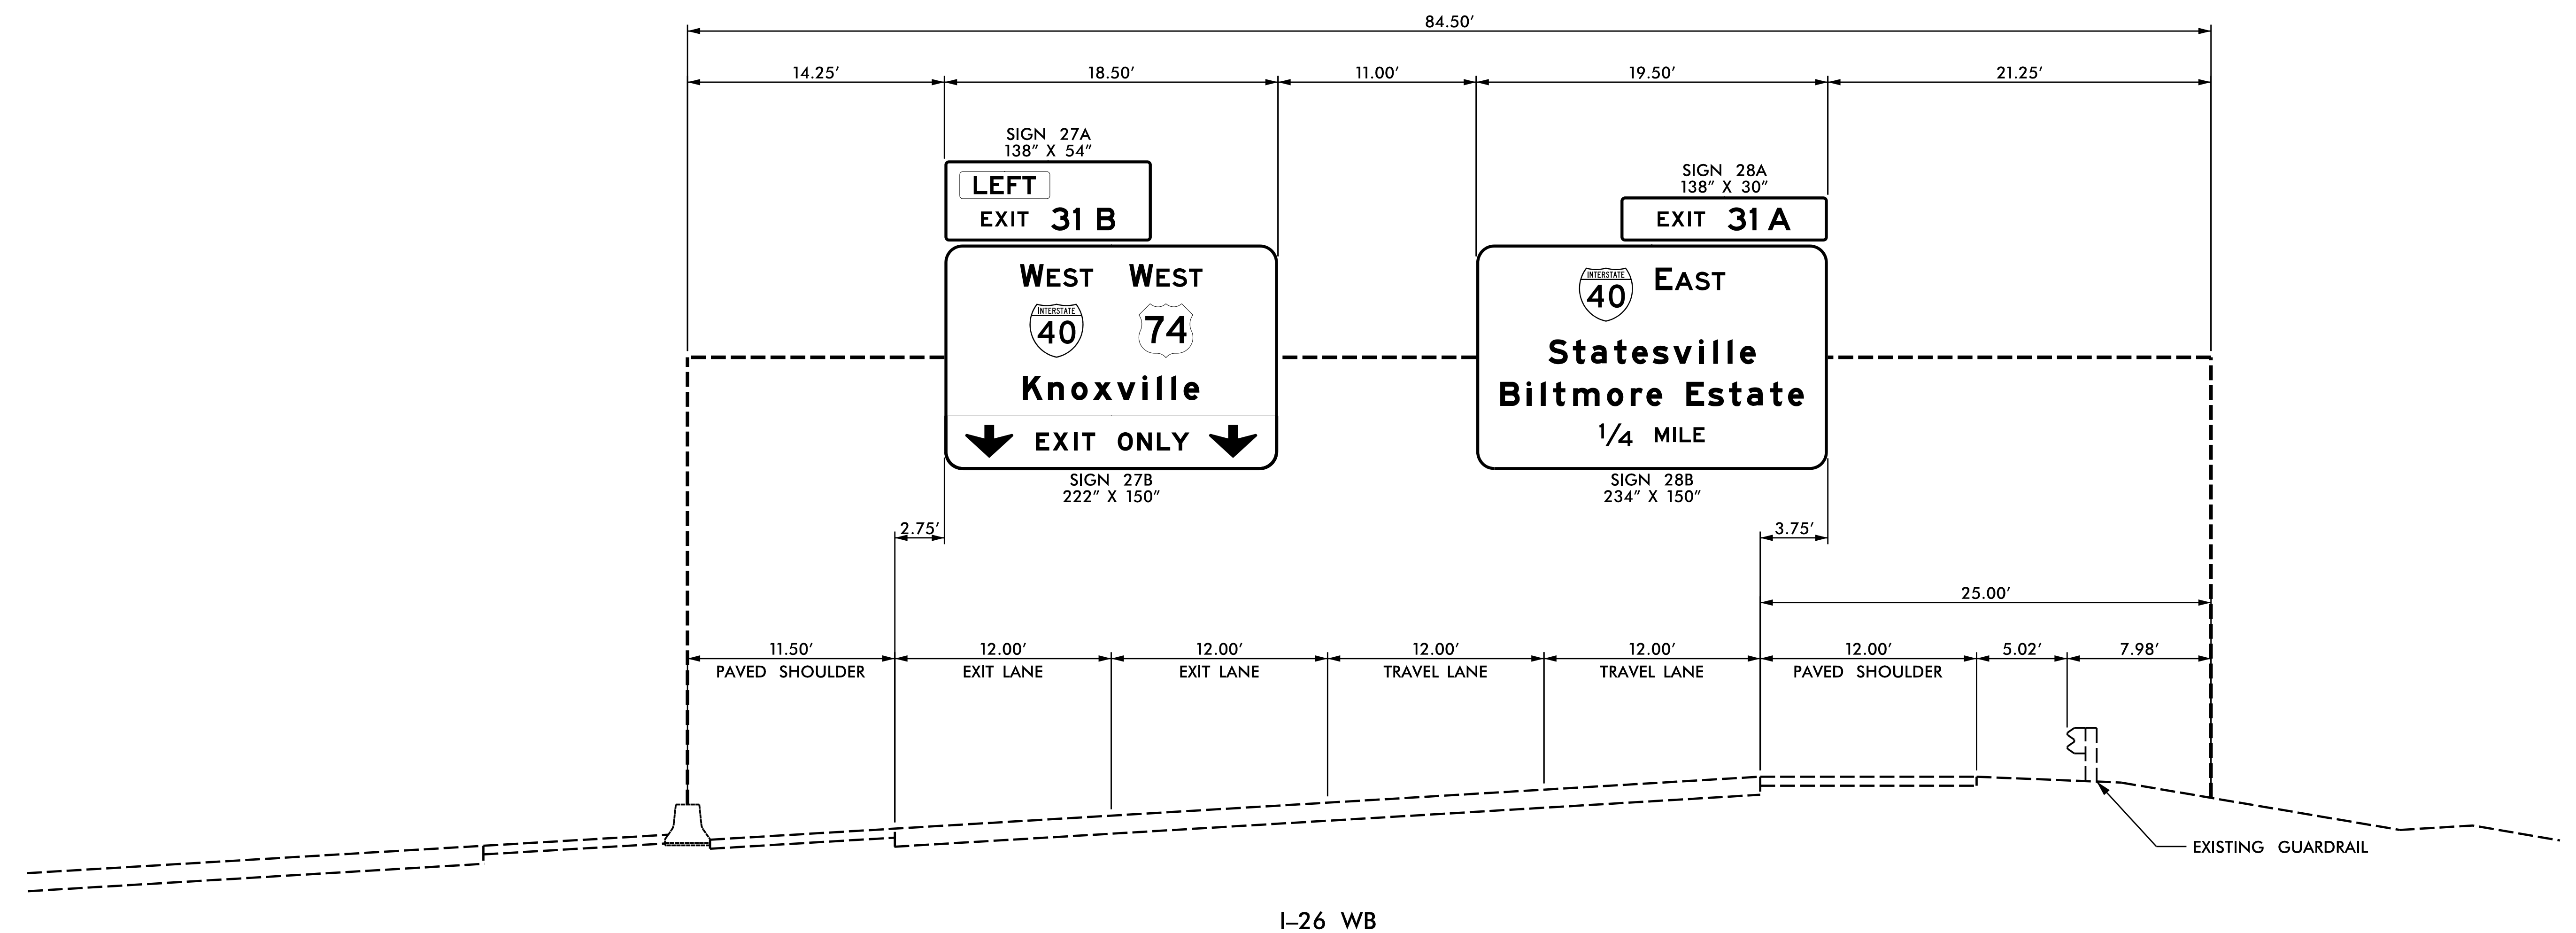 84.50'
14.25' 18.50' 11.00' 19.50' 21.25'
SIGN 27A
138" X 54"
LEFT
EXIT 31 B
WEST WEST
INTERSTATE
40 74
Knoxville
EXIT ONLY
SIGN 27B
222" X 150"
SIGN 28A
138" X 30"
EXIT 31 A
INTERSTATE
40 EAST
Statesville
Biltmore Estate
1/4 MILE
SIGN 28B
234" X 150"
2.75' 3.75'
25.00'
11.50' 12.00' 12.00' 12.00' 12.00' 12.00' 5.02' 7.98'
PAVED SHOULDER EXIT LANE EXIT LANE TRAVEL LANE TRAVEL LANE PAVED SHOULDER
EXISTING GUARDRAIL
I–26 WB